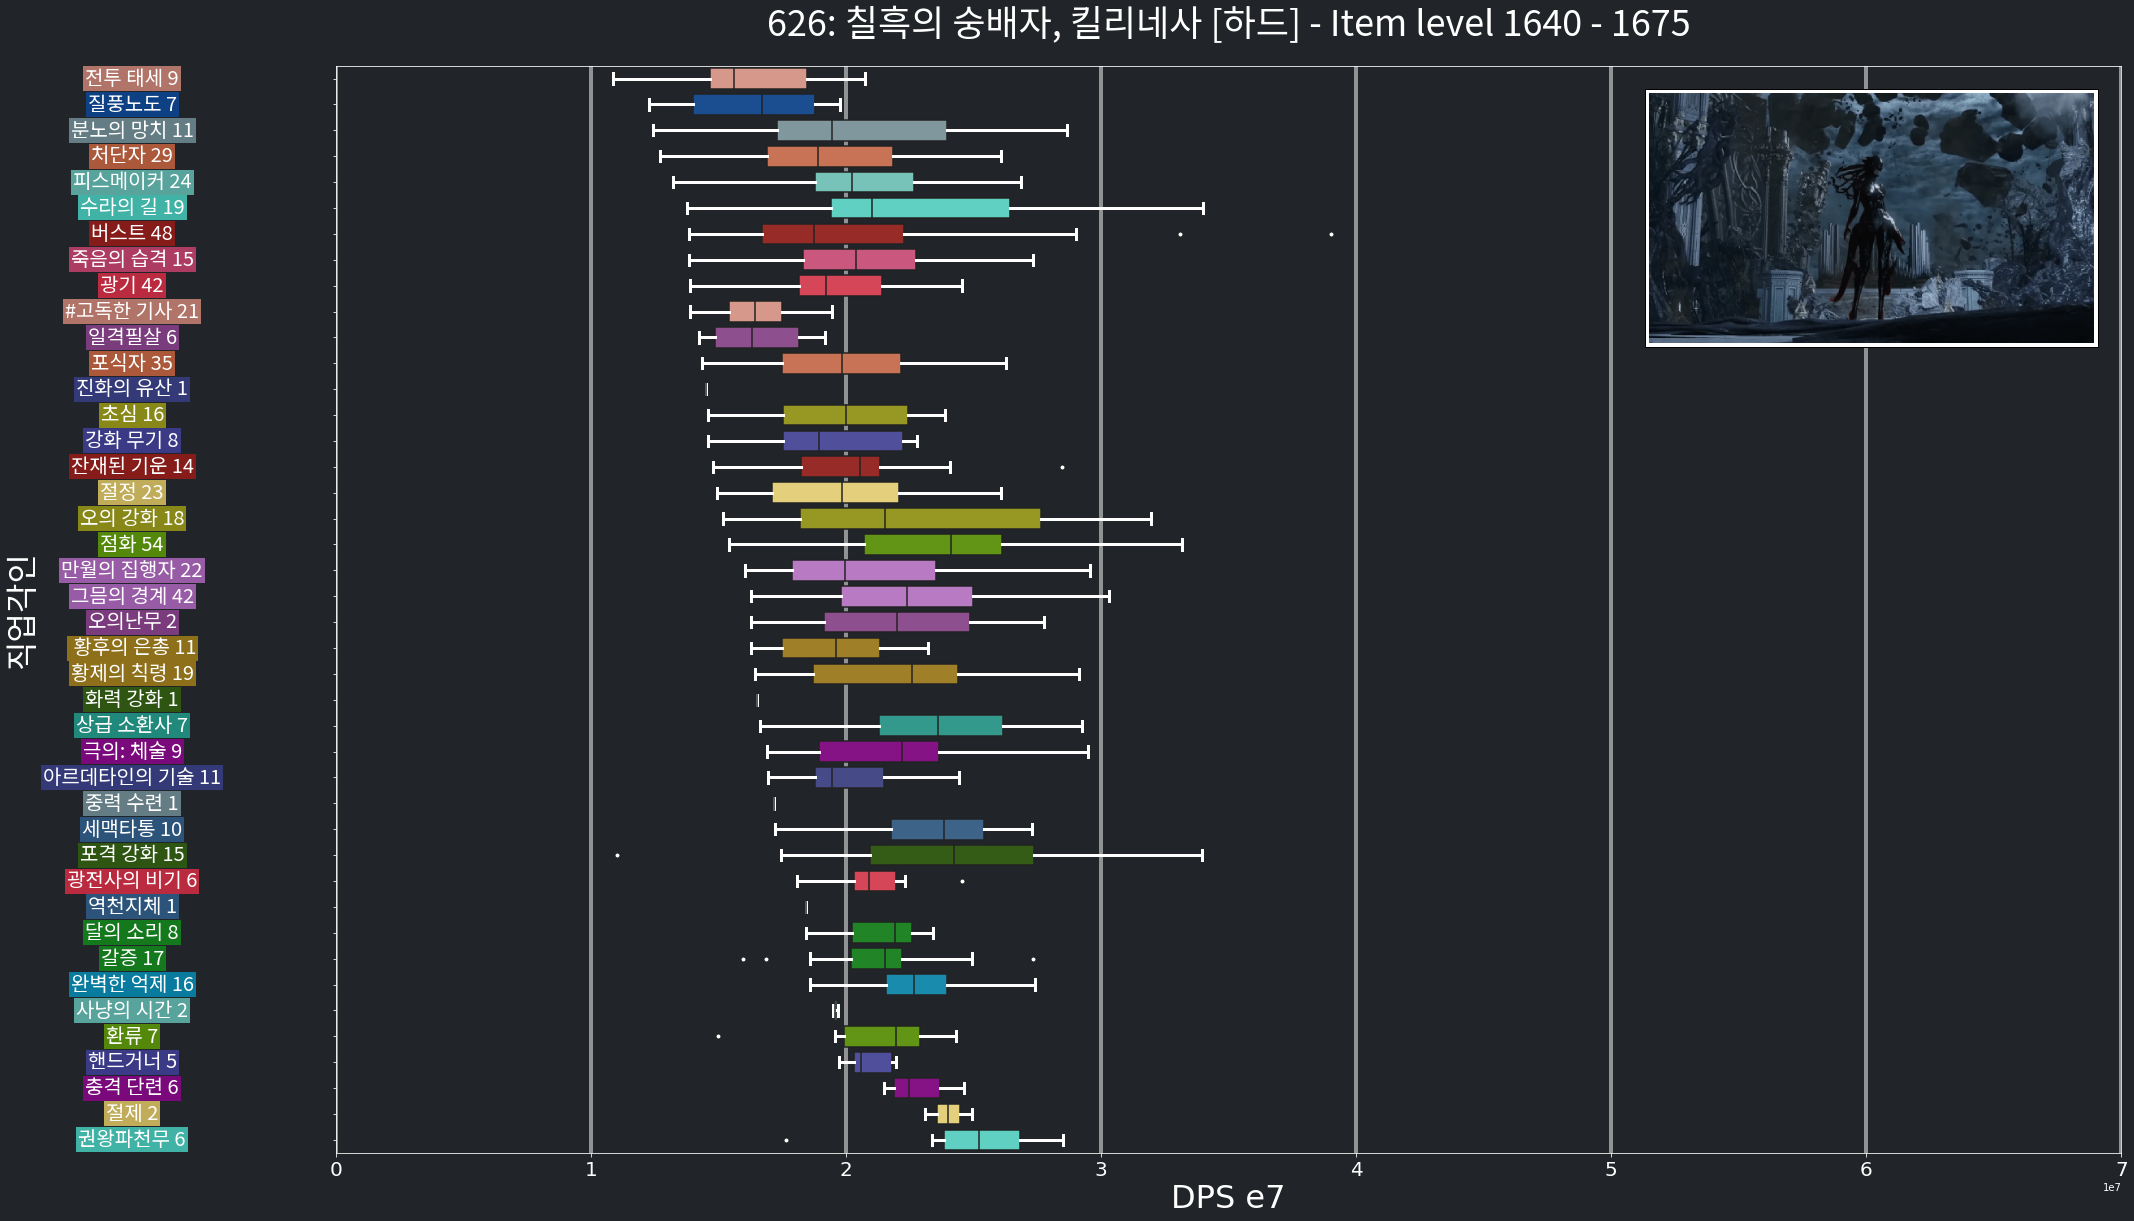 626: 칠흑의 숭배자, 킬리네사 [하드] - Item level 1640 - 1675
직업각인
전투 태세 9
질풍노도 7
분노의 망치 11
처단자 29
피스메이커 24
수라의 길 19
버스트 48
죽음의 습격 15
광기 42
#고독한 기사 21
일격필살 6
포식자 35
진화의 유산 1
초심 16
강화 무기 8
잔재된 기운 14
절정 23
오의 강화 18
점화 54
만월의 집행자 22
그믐의 경계 42
오의난무 2
황후의 은총 11
황제의 칙령 19
화력 강화 1
상급 소환사 7
극의: 체술 9
아르데타인의 기술 11
중력 수련 1
세맥타통 10
포격 강화 15
광전사의 비기 6
역천지체 1
달의 소리 8
갈증 17
완벽한 억제 16
사냥의 시간 2
환류 7
핸드거너 5
충격 단련 6
절제 2
권왕파천무 6
0 1 2 3 4 5 6 7
1e7
DPS e7